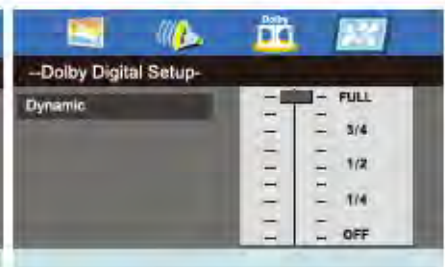 Dolby
--Dolby Digital Setup-
Dynamic
FULL
3/4
1/2
1/4
OFF